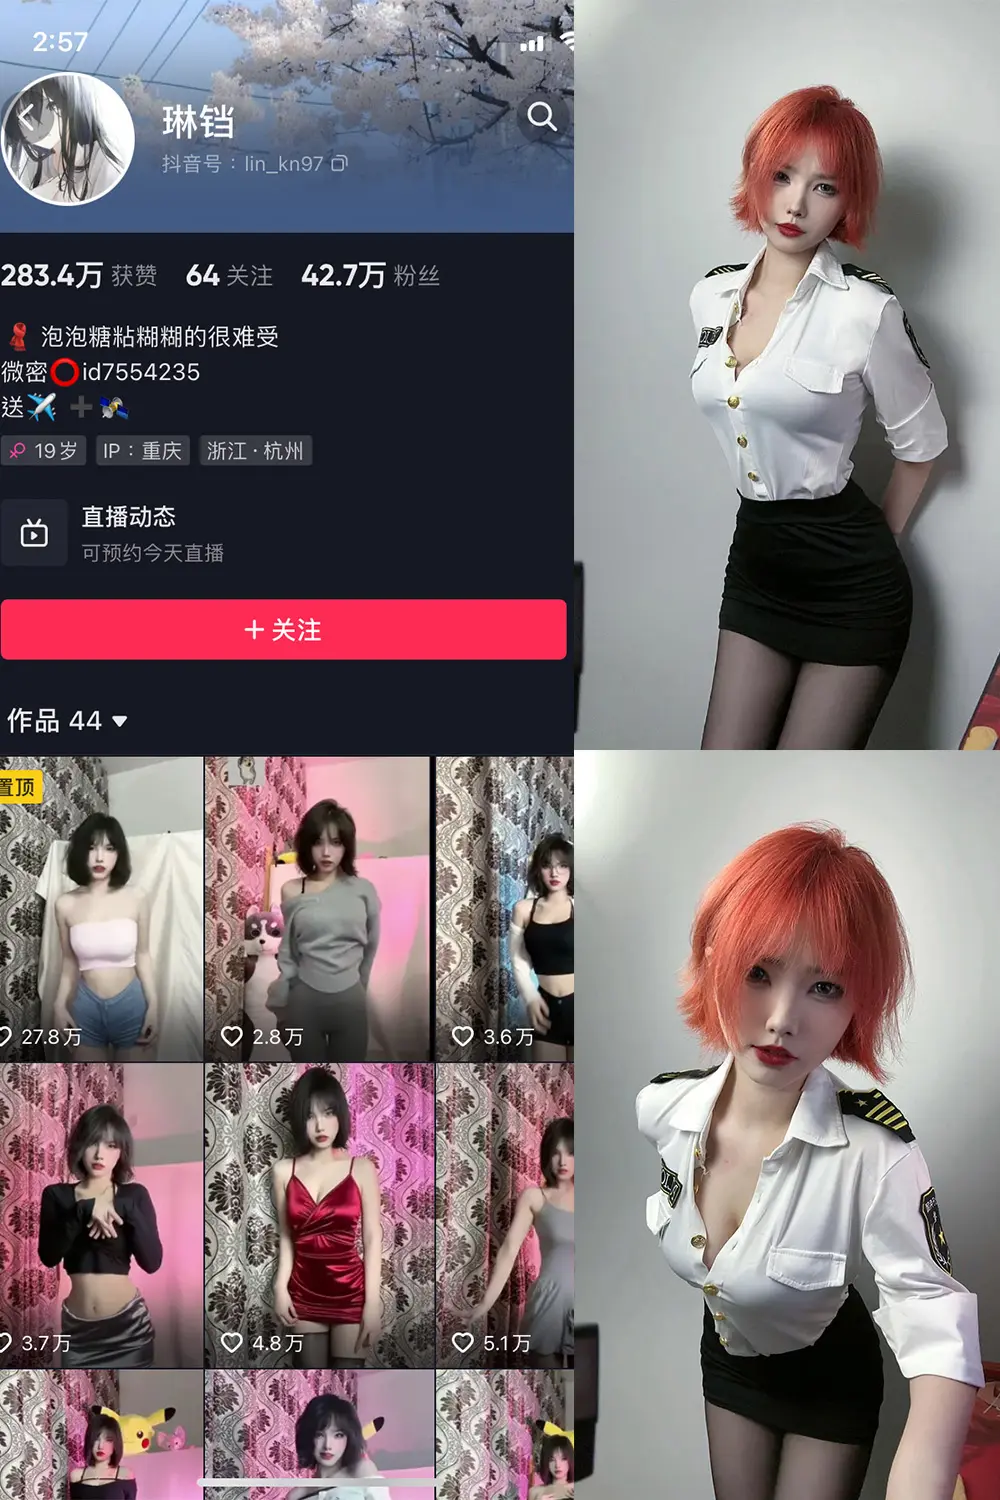 2:57
琳铛
抖音号：lin_kn97
283.4万 获赞 64 关注 42.7万 粉丝
泡泡糖粘糊糊的很难受
微密⭕id7554235
送✈️➕🛰️
19岁 IP：重庆 浙江·杭州
直播动态
可预约今天直播
+ 关注
作品 44
置顶
27.8万
2.8万
3.6万
3.7万
4.8万
5.1万